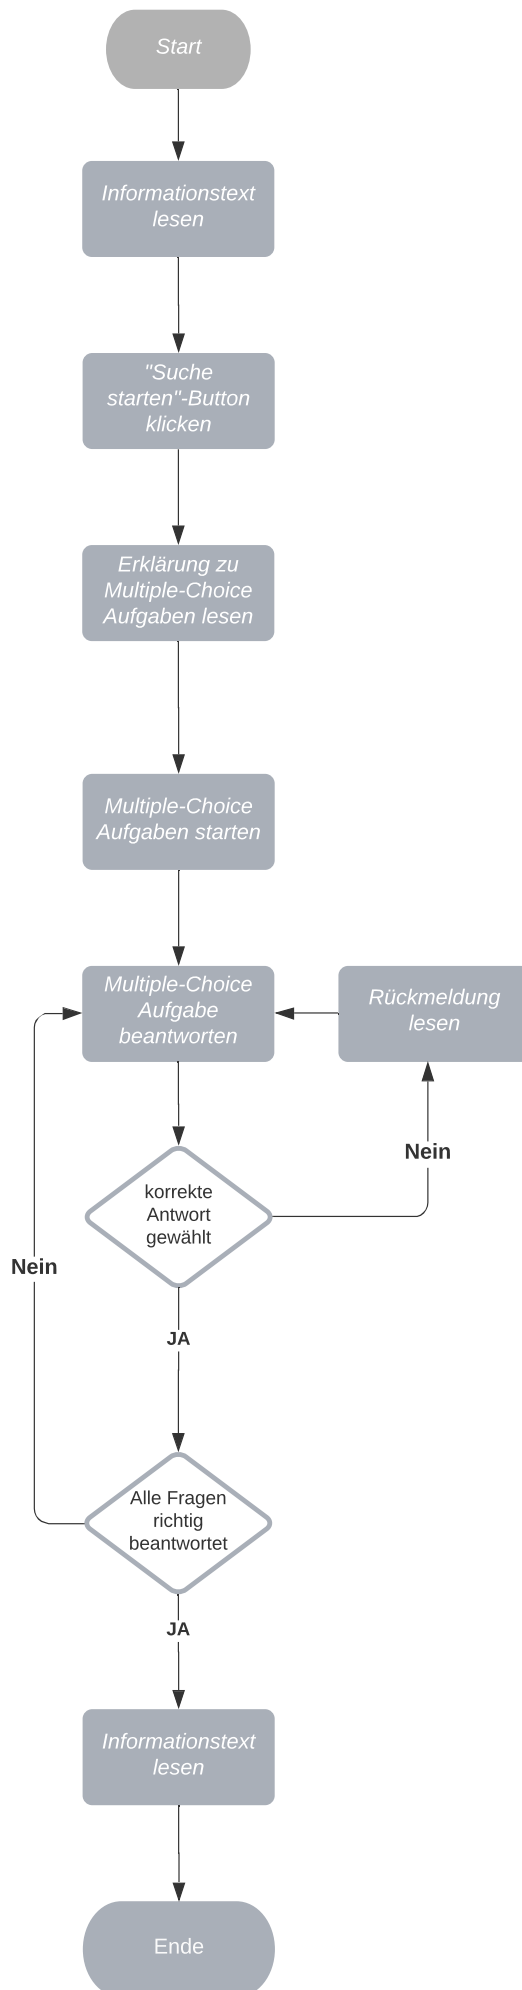 Start
Informationstext
lesen
"Suche
starten"-Button
klicken
Erklärung zu
Multiple-Choice
Aufgaben lesen
Multiple-Choice
Aufgaben starten
Multiple-Choice
Aufgabe
beantworten
Rückmeldung
lesen
Nein
korrekte
Antwort
gewählt
Nein
JA
Alle Fragen
richtig
beantwortet
JA
Informationstext
lesen
Ende